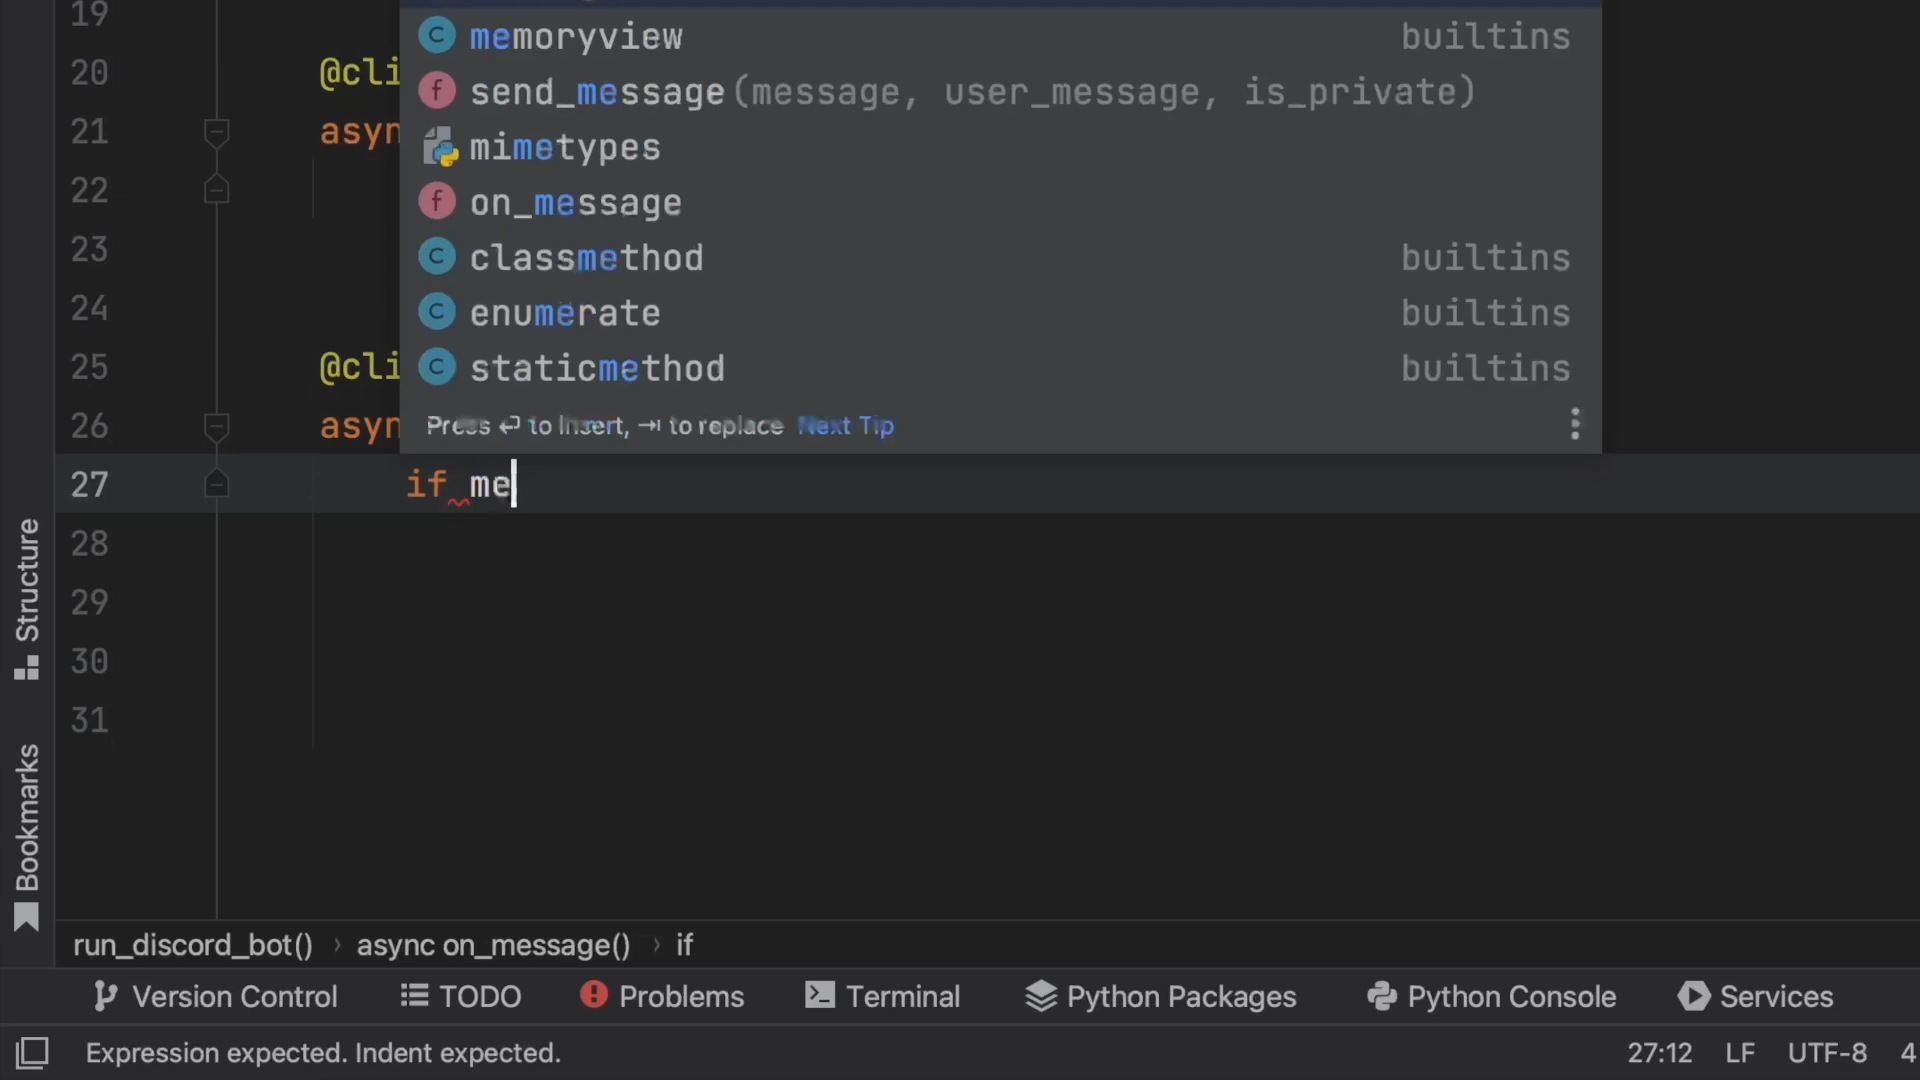 19
memoryview builtins
20 @cli
send_message(message, user_message, is_private)
21 asyn
mimetypes
22
on_message
23
classmethod builtins
24
enumerate builtins
25 @cli
staticmethod builtins
26 asyn
Press ⏎ to Insert, ⇥ to replace Next Tip
27 if me
28
29
30
31
Structure
Bookmarks
run_discord_bot() › async on_message() › if
Version Control TODO Problems Terminal Python Packages Python Console Services
Expression expected. Indent expected. 27:12 LF UTF-8 4